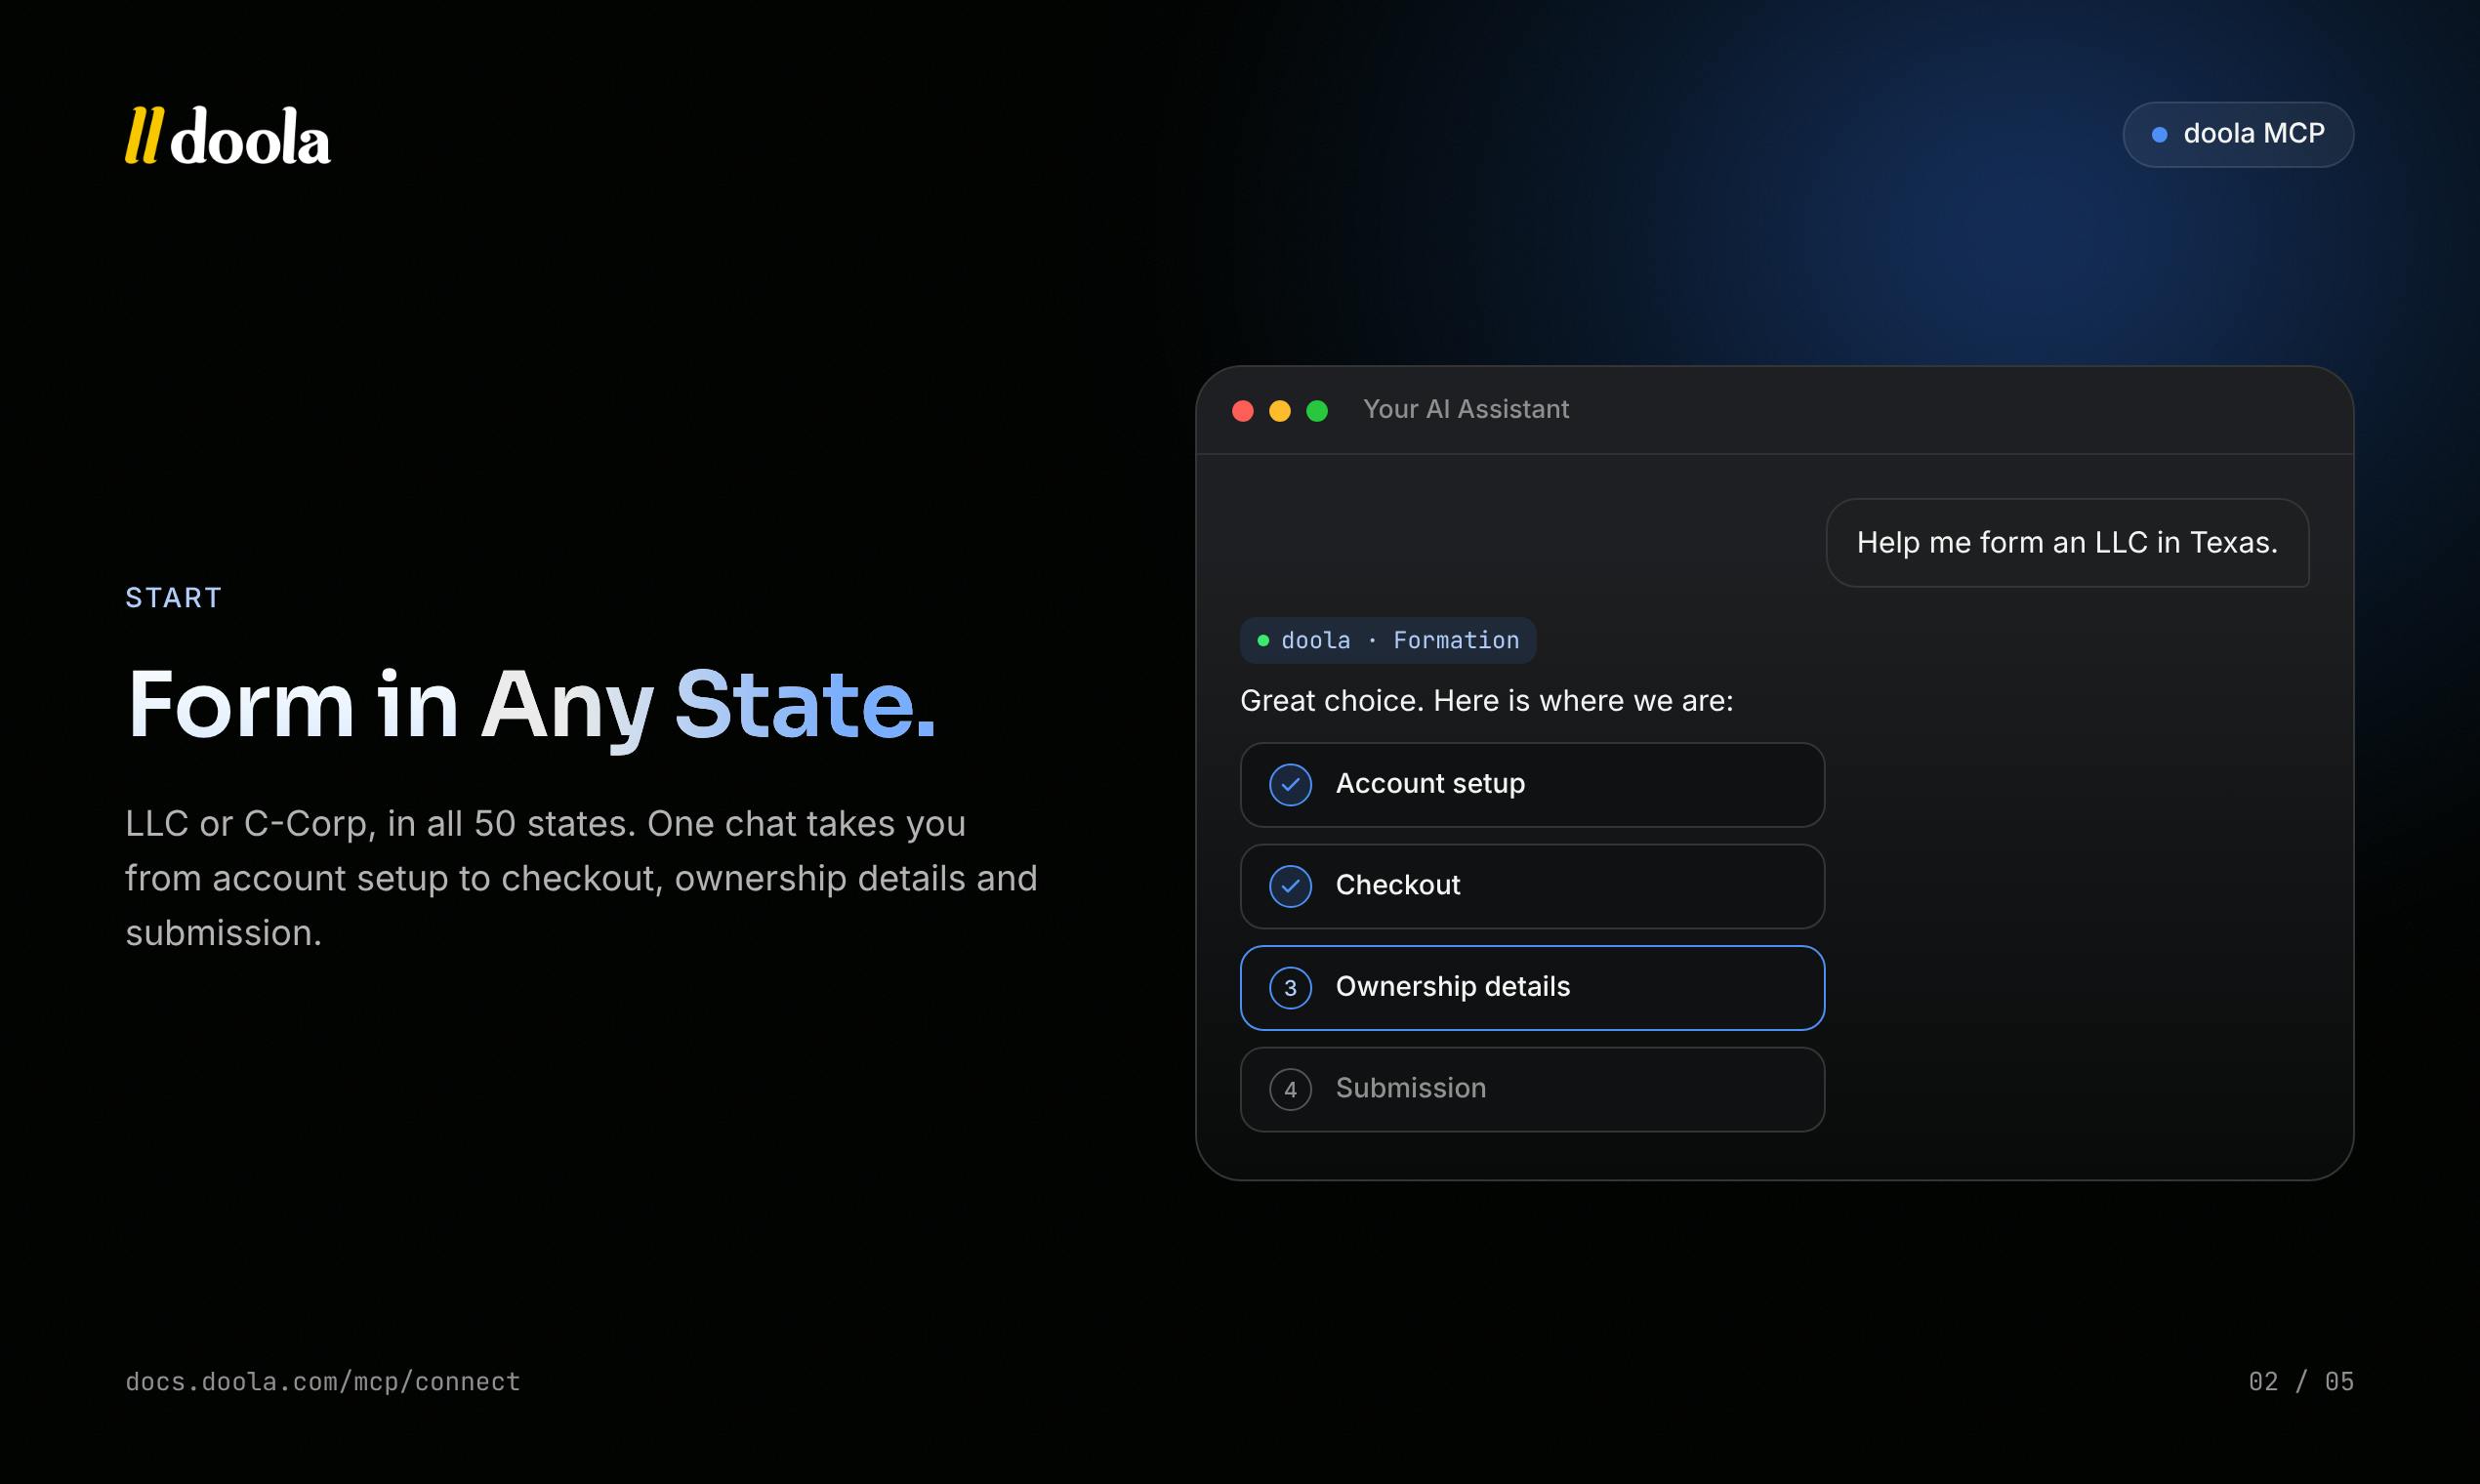 doola
doola MCP
START
Form in Any State.
LLC or C-Corp, in all 50 states. One chat takes you
from account setup to checkout, ownership details and
submission.
Your AI Assistant
Help me form an LLC in Texas.
doola · Formation
Great choice. Here is where we are:
Account setup
Checkout
3 Ownership details
4 Submission
docs.doola.com/mcp/connect
02 / 05